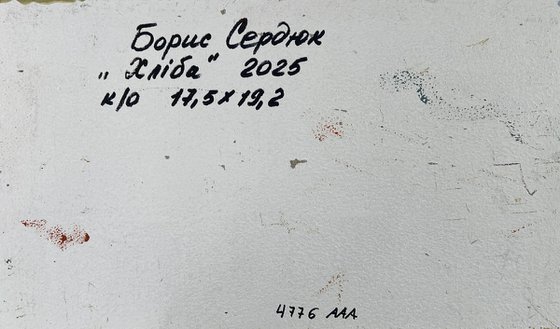 Борис Сердюк
„Хліба" 2025
к/о 17,5×19,2
4776 ААА